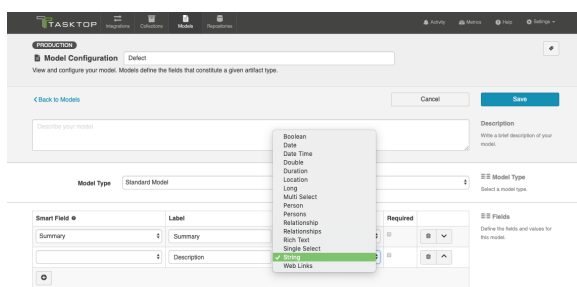 TASKTOP
Integrations
Collections
Models
Repositories
Activity
Metrics
Help
Settings
PRODUCTION
Model Configuration
Defect
View and configure your model. Models define the fields that constitute a given artifact type.
Back to Models
Cancel
Save
Describe your model
Description
Write a brief description of your
model.
Model Type
Standard Model
Model Type
Select a model type.
Boolean
Date
Date Time
Double
Duration
Location
Long
Multi Select
Person
Persons
Relationship
Relationships
Rich Text
Single Select
✓ String
Web Links
Smart Field
Label
Required
Summary
Summary
Description
Fields
Define the fields and values for
this model.